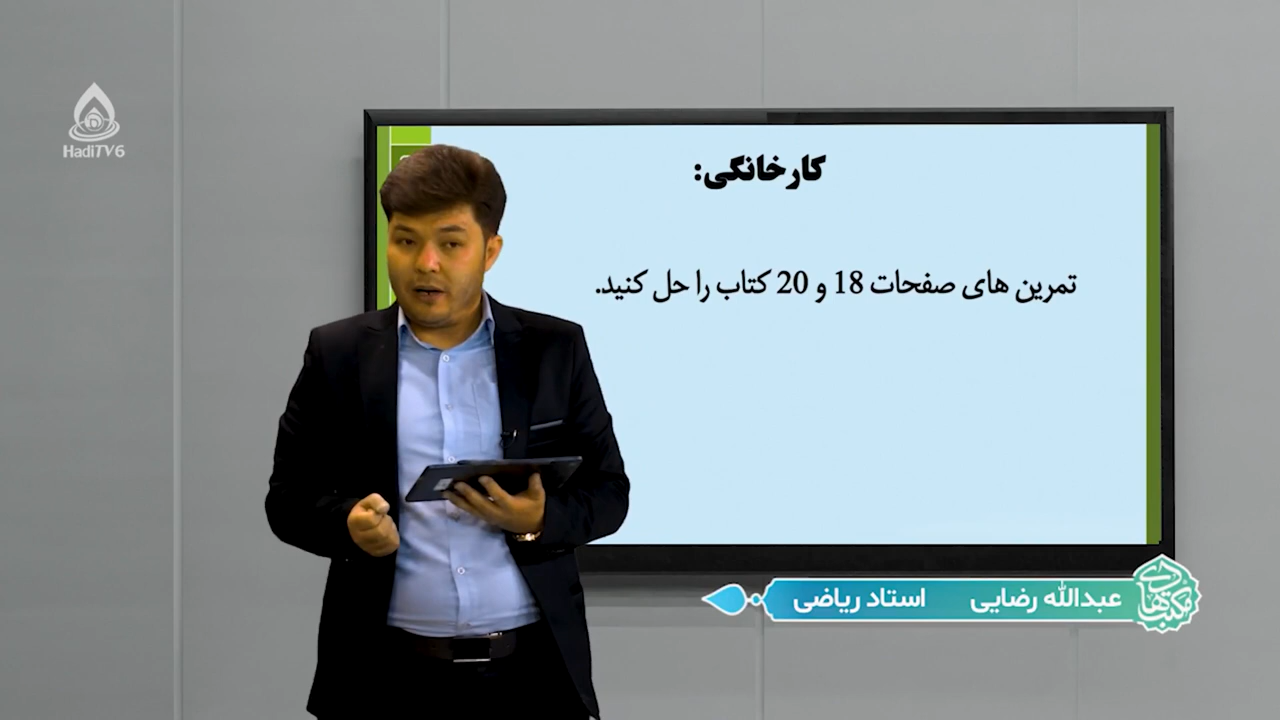 HadiTV6
کارخانگی:
تمرین های صفحات 18 و 20 کتاب را حل کنید.
عبدالله رضایی استاد ریاضی